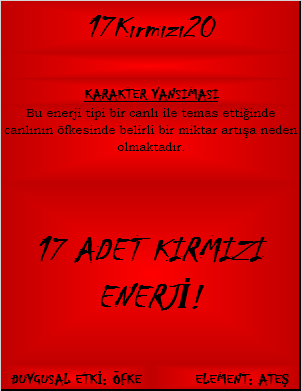 17Kırmızı20
KARAKTER YANSIMASI
Bu enerji tipi bir canlı ile temas ettiğinde
canlının öfkesinde belirli bir miktar artışa neden
olmaktadır.
17 ADET KIRMIZI
ENERJİ!
DUYGUSAL ETKİ: ÖFKE ELEMENT: ATEŞ